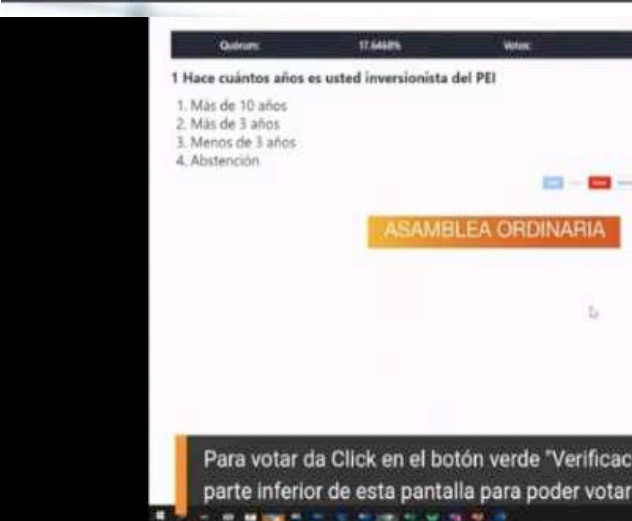 Quórum: 17.6468% Votos:
1 Hace cuántos años es usted inversionista del PEI
1. Más de 10 años
2. Más de 3 años
3. Menos de 3 años
4. Abstención
ASAMBLEA ORDINARIA
Para votar da Click en el botón verde "Verificac
parte inferior de esta pantalla para poder votar